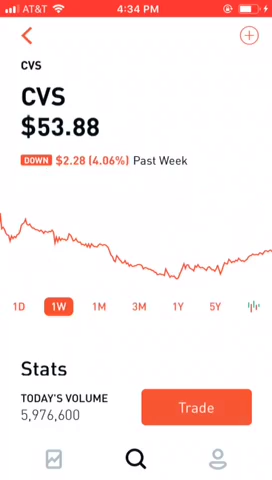 AT&T 4:34 PM
CVS
CVS
$53.88
DOWN $2.28 (4.06%) Past Week
1D 1W 1M 3M 1Y 5Y
Stats
TODAY'S VOLUME
5,976,600
Trade